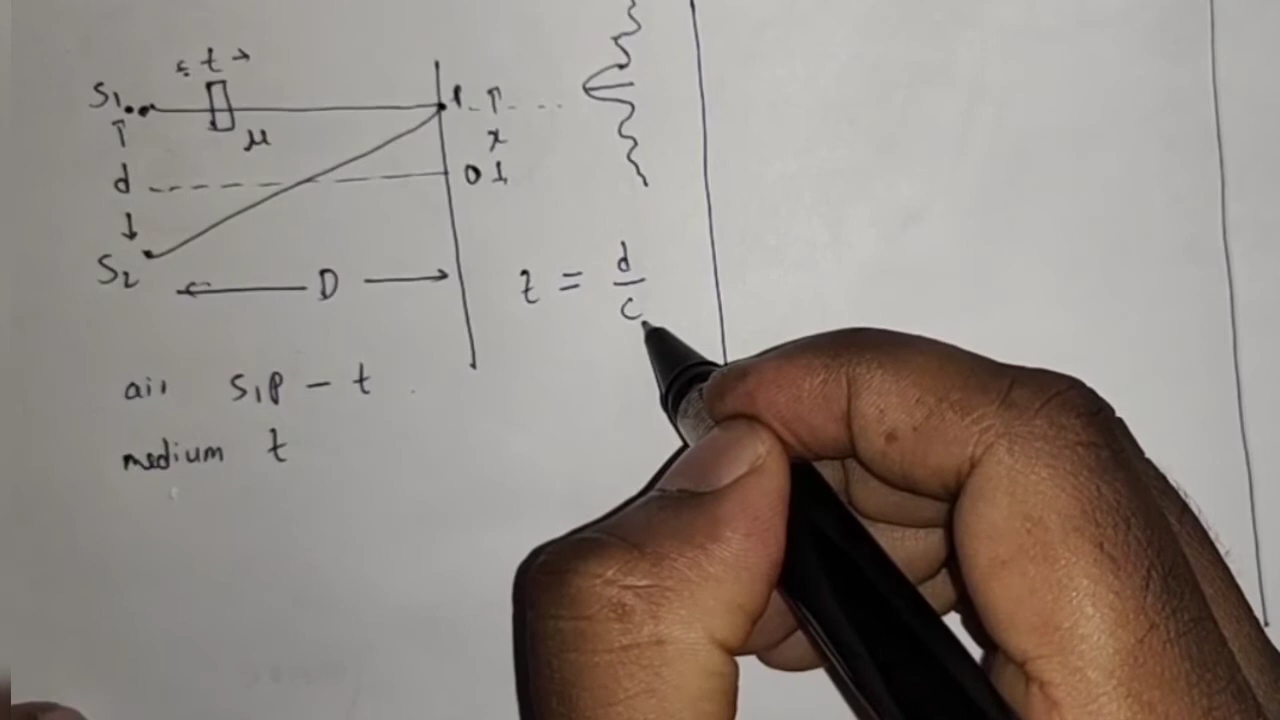 ← t →
S1 P ↑
μ x
d O ⊥
↓
S2 ← D →
t = d/c
air S1P - t
medium t